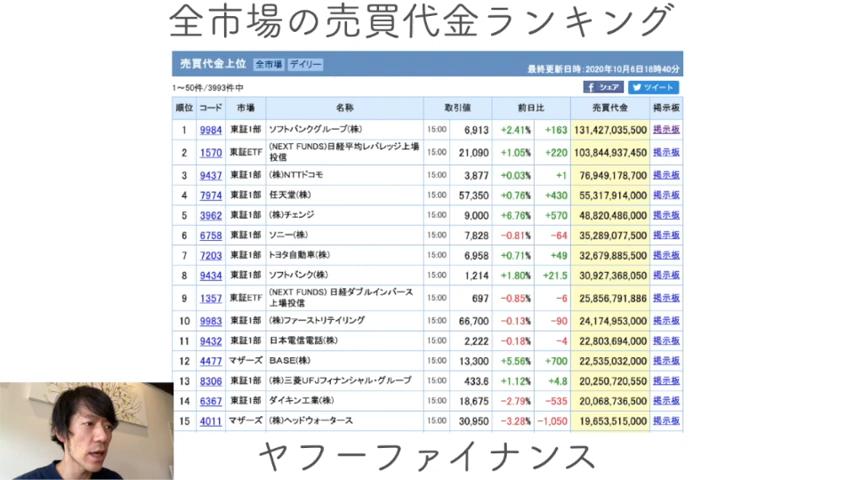 全市場の売買代金ランキング
売買代金上位 全市場 デイリー
最終更新日時：2020年10月6日18時40分
1～50件/3993件中 シェア ツイート
順位 コード 市場 名称 取引値 前日比 売買代金 掲示板
1 9984 東証1部 ソフトバンクグループ(株) 15:00 6,913 +2.41% +163 131,427,035,500 掲示板
2 1570 東証ETF (NEXT FUNDS)日経平均レバレッジ上場投信 15:00 21,090 +1.05% +220 103,844,937,450 掲示板
3 9437 東証1部 (株)NTTドコモ 15:00 3,877 +0.03% +1 76,949,178,700 掲示板
4 7974 東証1部 任天堂(株) 15:00 57,350 +0.76% +430 55,317,914,000 掲示板
5 3962 東証1部 (株)チェンジ 15:00 9,000 +6.76% +570 48,820,486,000 掲示板
6 6758 東証1部 ソニー(株) 15:00 7,828 -0.81% -64 35,289,077,500 掲示板
7 7203 東証1部 トヨタ自動車(株) 15:00 6,958 +0.71% +49 32,679,885,500 掲示板
8 9434 東証1部 ソフトバンク(株) 15:00 1,214 +1.80% +21.5 30,927,368,050 掲示板
9 1357 東証ETF (NEXT FUNDS) 日経ダブルインバース上場投信 15:00 697 -0.85% -6 25,856,791,886 掲示板
10 9983 東証1部 (株)ファーストリテイリング 15:00 66,700 -0.13% -90 24,174,953,000 掲示板
11 9432 東証1部 日本電信電話(株) 15:00 2,222 -0.18% -4 22,803,694,000 掲示板
12 4477 マザーズ BASE(株) 15:00 13,300 +5.56% +700 22,535,032,000 掲示板
13 8306 東証1部 (株)三菱UFJフィナンシャル・グループ 15:00 433.6 +1.12% +4.8 20,250,720,550 掲示板
14 6367 東証1部 ダイキン工業(株) 15:00 18,675 -2.79% -535 20,068,736,500 掲示板
15 4011 マザーズ (株)ヘッドウォータース 15:00 30,950 -3.28% -1,050 19,653,515,000 掲示板
ヤフーファイナンス